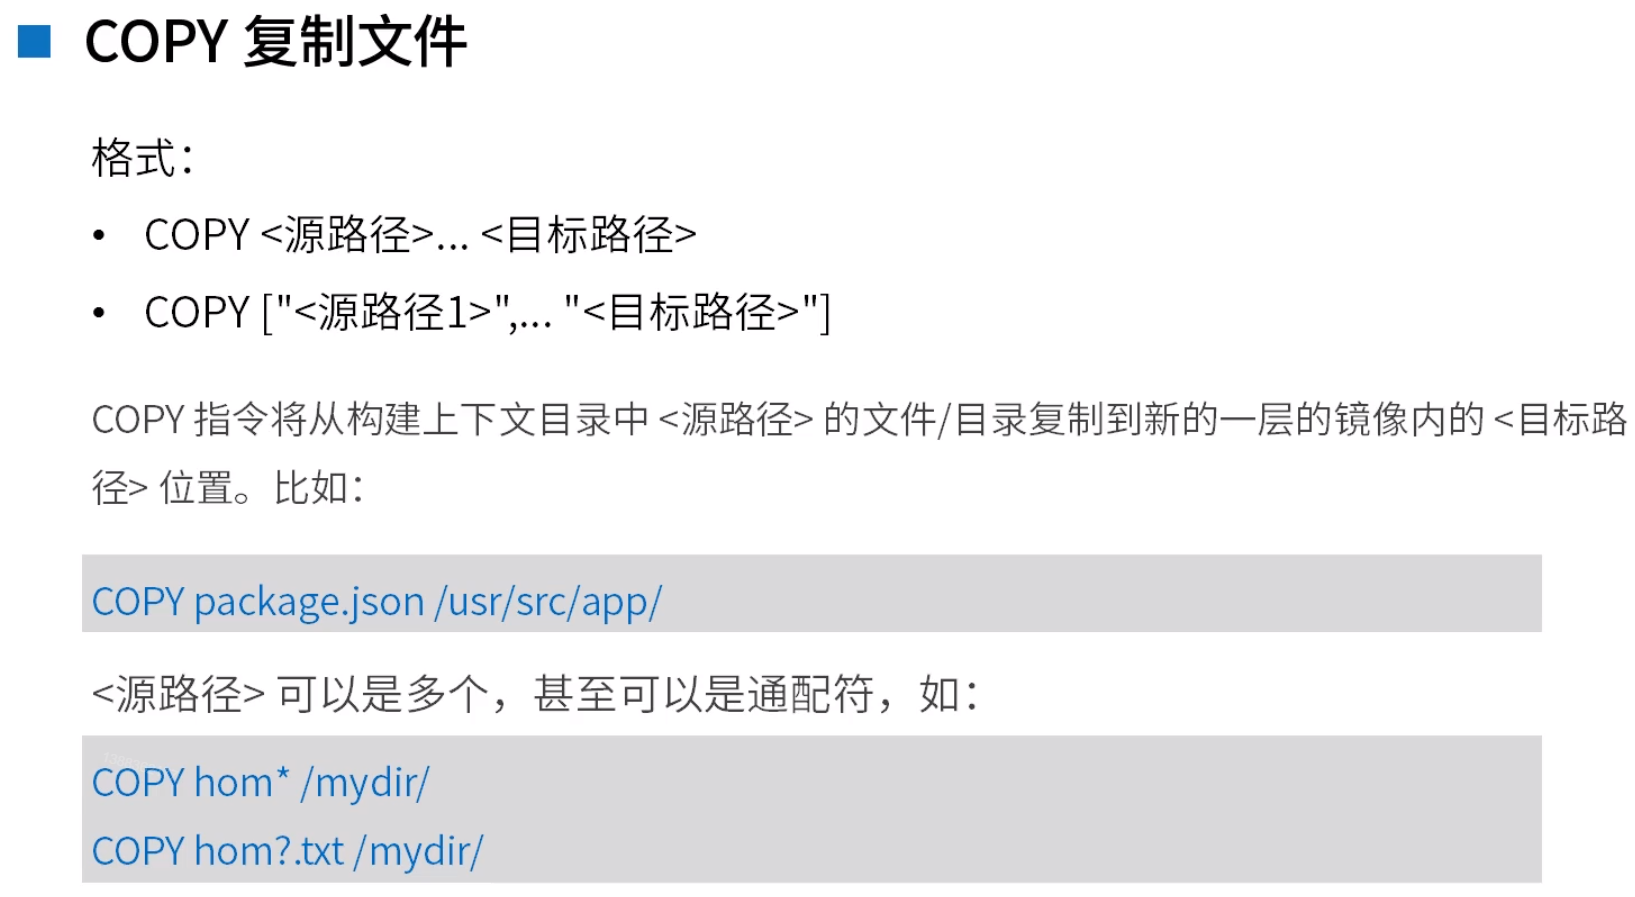 COPY 复制文件
格式：
• COPY <源路径>... <目标路径>
• COPY ["<源路径1>",... "<目标路径>"]
COPY 指令将从构建上下文目录中 <源路径> 的文件/目录复制到新的一层的镜像内的 <目标路
径> 位置。比如：
COPY package.json /usr/src/app/
<源路径> 可以是多个，甚至可以是通配符，如：
COPY hom* /mydir/
COPY hom?.txt /mydir/